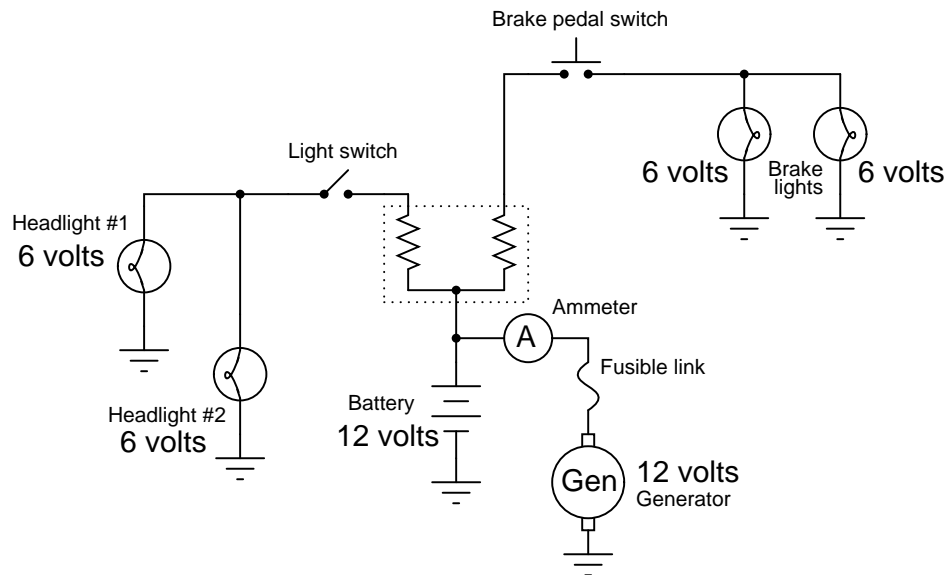 Brake pedal switch
Light switch
6 volts
Brake
lights
6 volts
Headlight #1
6 volts
Ammeter
A
Fusible link
Headlight #2
6 volts
Battery
12 volts
Gen
12 volts
Generator